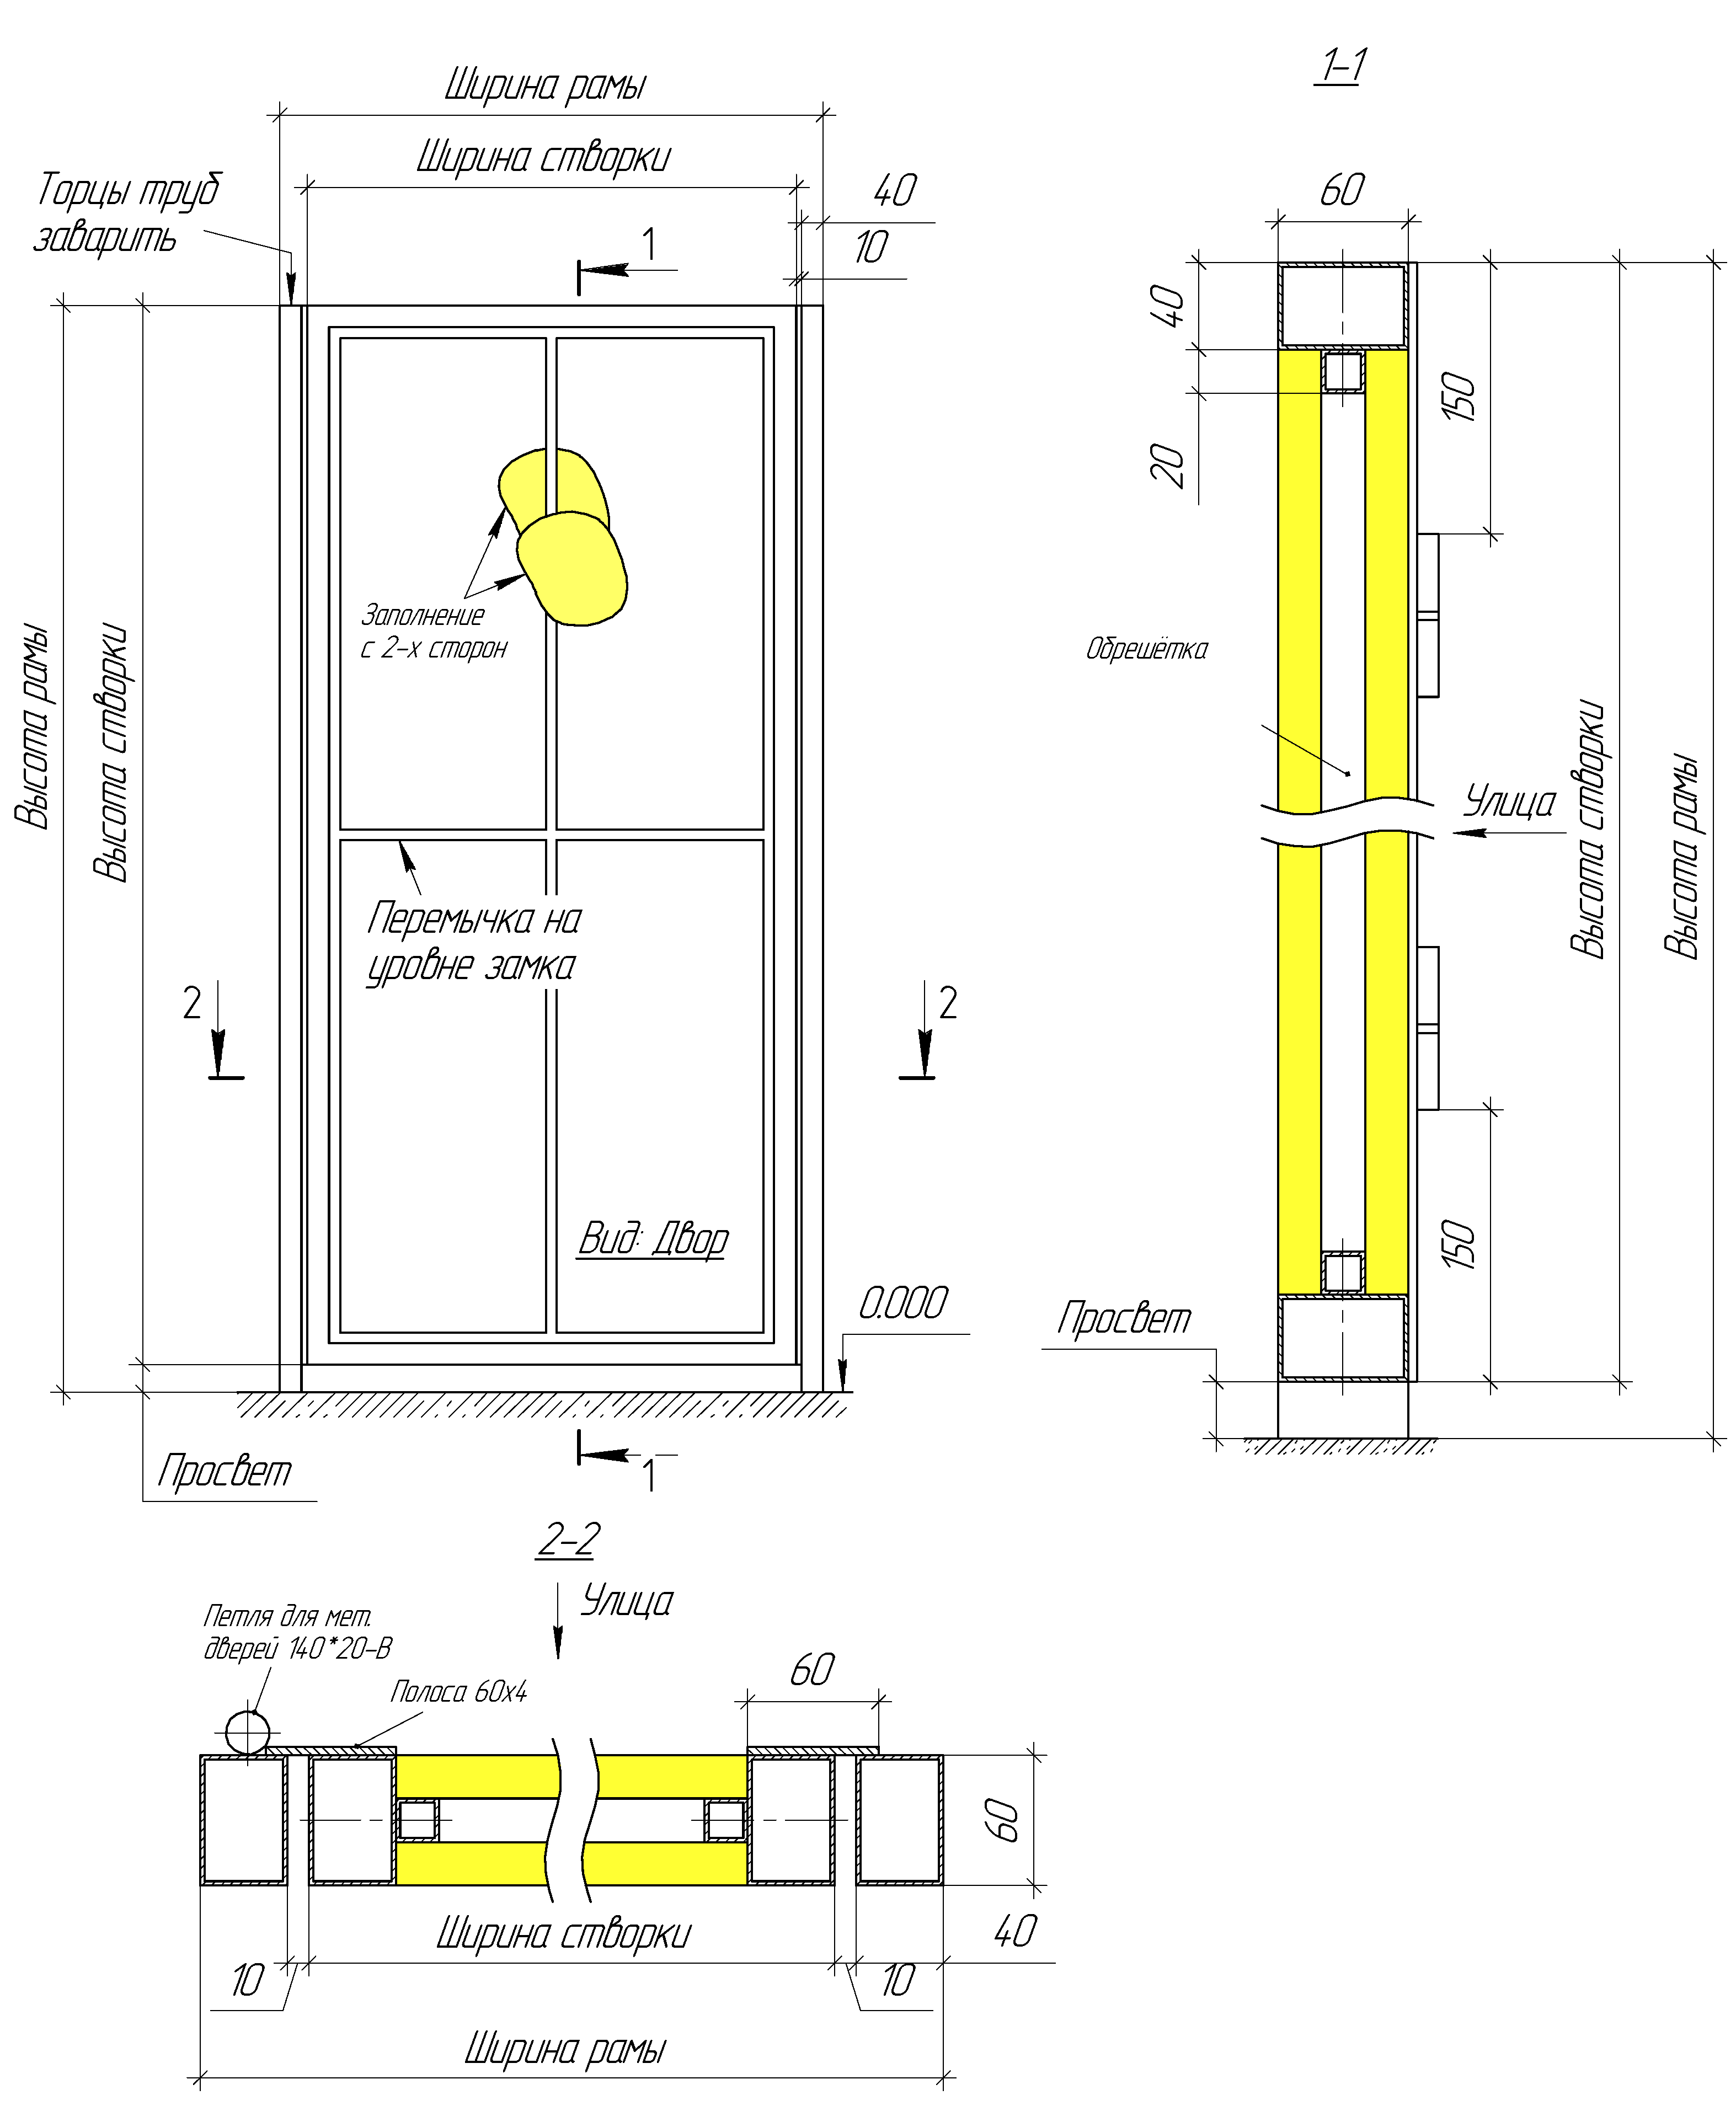 Ширина рамы
Ширина створки
40
10
Торцы труб
заварить
1
Высота рамы
Высота створки
Заполнение
с 2-х сторон
Перемычка на
уровне замка
2
2
Вид: Двор
0.000
Просвет
1
1-1
60
40
20
150
Обрешётка
Улица
Высота створки
Высота рамы
150
Просвет
2-2
Улица
Петля для мет.
дверей 140*20-В
Полоса 60х4
60
60
Ширина створки
40
10
10
Ширина рамы